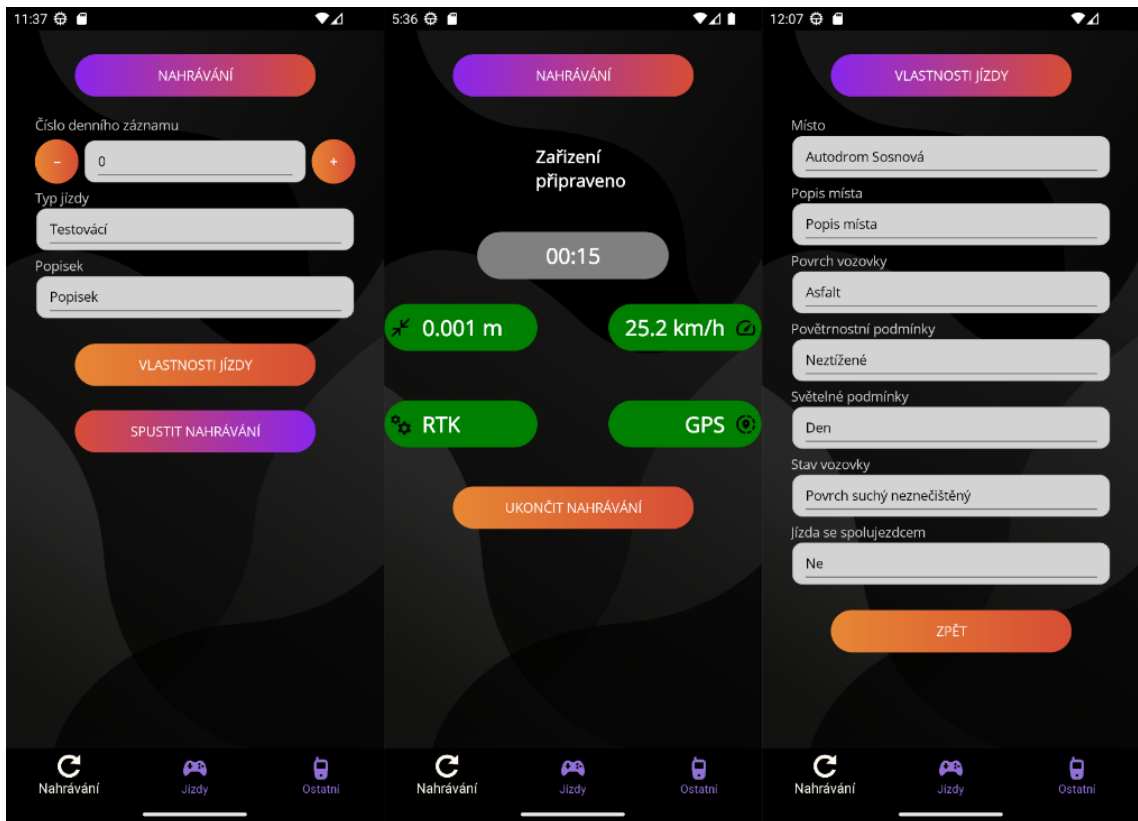 11:37
NAHRÁVÁNÍ
Číslo denního záznamu
-
0
+
Typ jízdy
Testovácí
Popisek
Popisek
VLASTNOSTI JÍZDY
SPUSTIT NAHRÁVÁNÍ
Nahrávání
Jízdy
Ostatní
5:36
NAHRÁVÁNÍ
Zařizení
připraveno
00:15
0.001 m
25.2 km/h
RTK
GPS
UKONČIT NAHRÁVÁNÍ
Nahrávání
Jízdy
Ostatní
12:07
VLASTNOSTI JÍZDY
Místo
Autodrom Sosnová
Popis místa
Popis místa
Povrch vozovky
Asfalt
Povětrnostní podmínky
Neztížené
Světelné podmínky
Den
Stav vozovky
Povrch suchý neznečištěný
Jízda se spolujezdcem
Ne
ZPĚT
Nahrávání
Jízdy
Ostatní